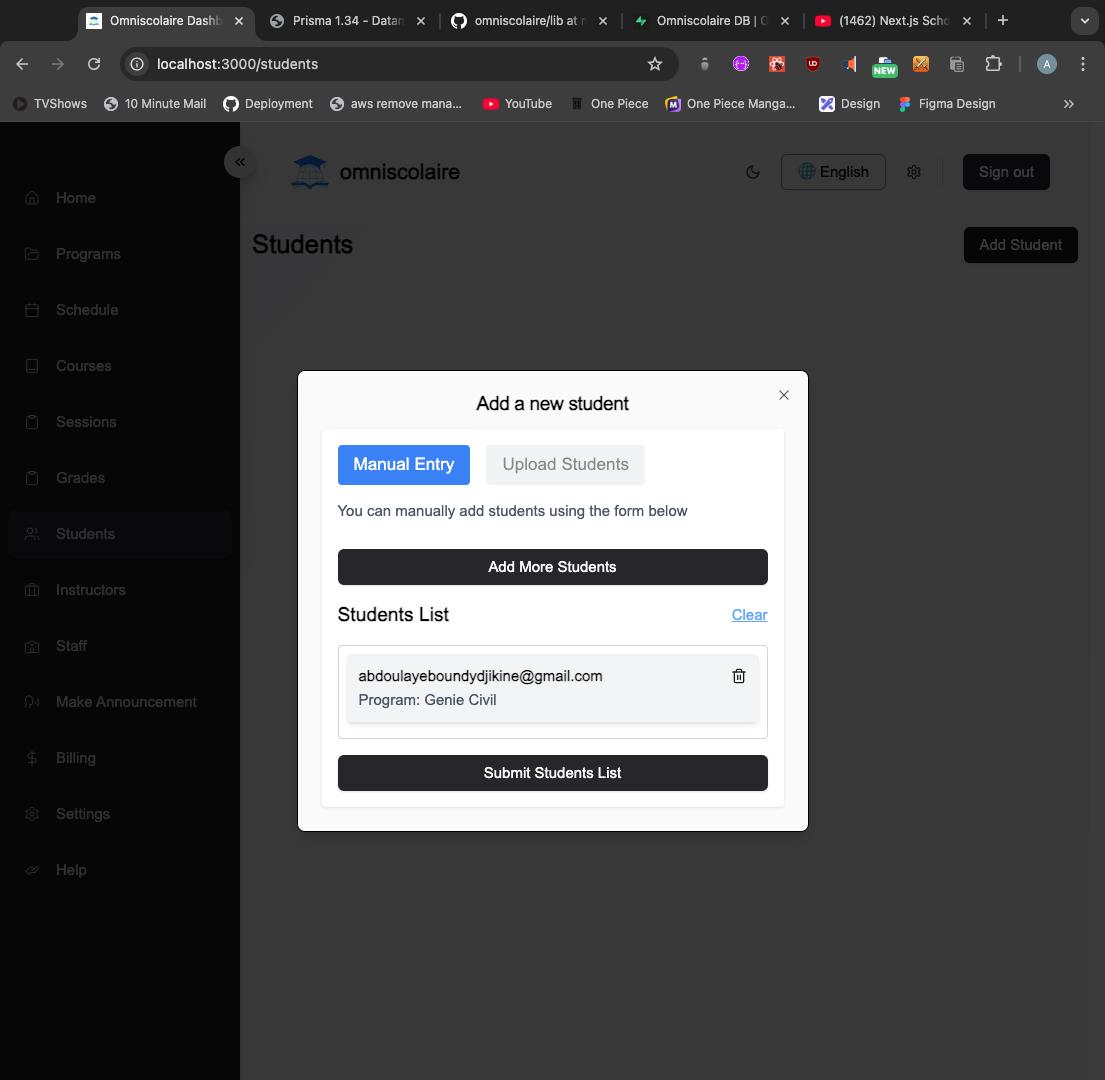 Omniscolaire Dashb
Prisma 1.34 - Datam
omniscolaire/lib at
Omniscolaire DB | O
(1462) Next.js Scho
localhost:3000/students
NEW
A
TVShows
10 Minute Mail
Deployment
aws remove mana...
YouTube
One Piece
One Piece Manga...
Design
Figma Design
omniscolaire
English
Sign out
Home
Programs
Schedule
Courses
Sessions
Grades
Students
Instructors
Staff
Make Announcement
Billing
Settings
Help
Students
Add Student
Add a new student
Manual Entry
Upload Students
You can manually add students using the form below
Add More Students
Students List
Clear
abdoulayeboundydjikine@gmail.com
Program: Genie Civil
Submit Students List